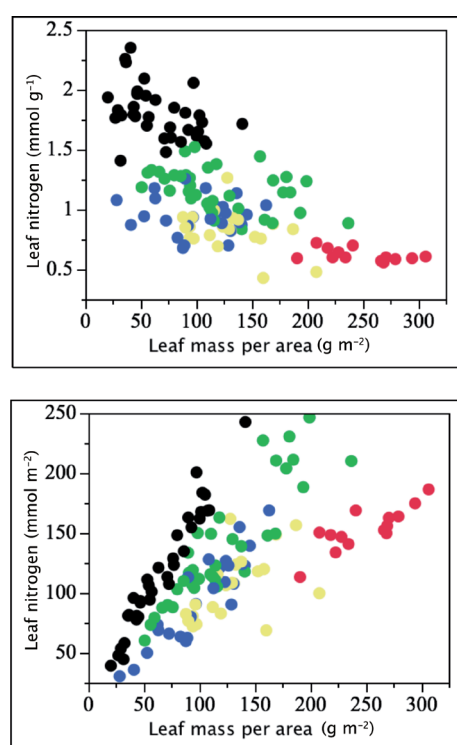 2.5
2
1.5
1
0.5
Leaf nitrogen (mmol g⁻¹)
0 50 100 150 200 250 300
Leaf mass per area (g m⁻²)
250
200
150
100
50
Leaf nitrogen (mmol m⁻²)
0 50 100 150 200 250 300
Leaf mass per area (g m⁻²)